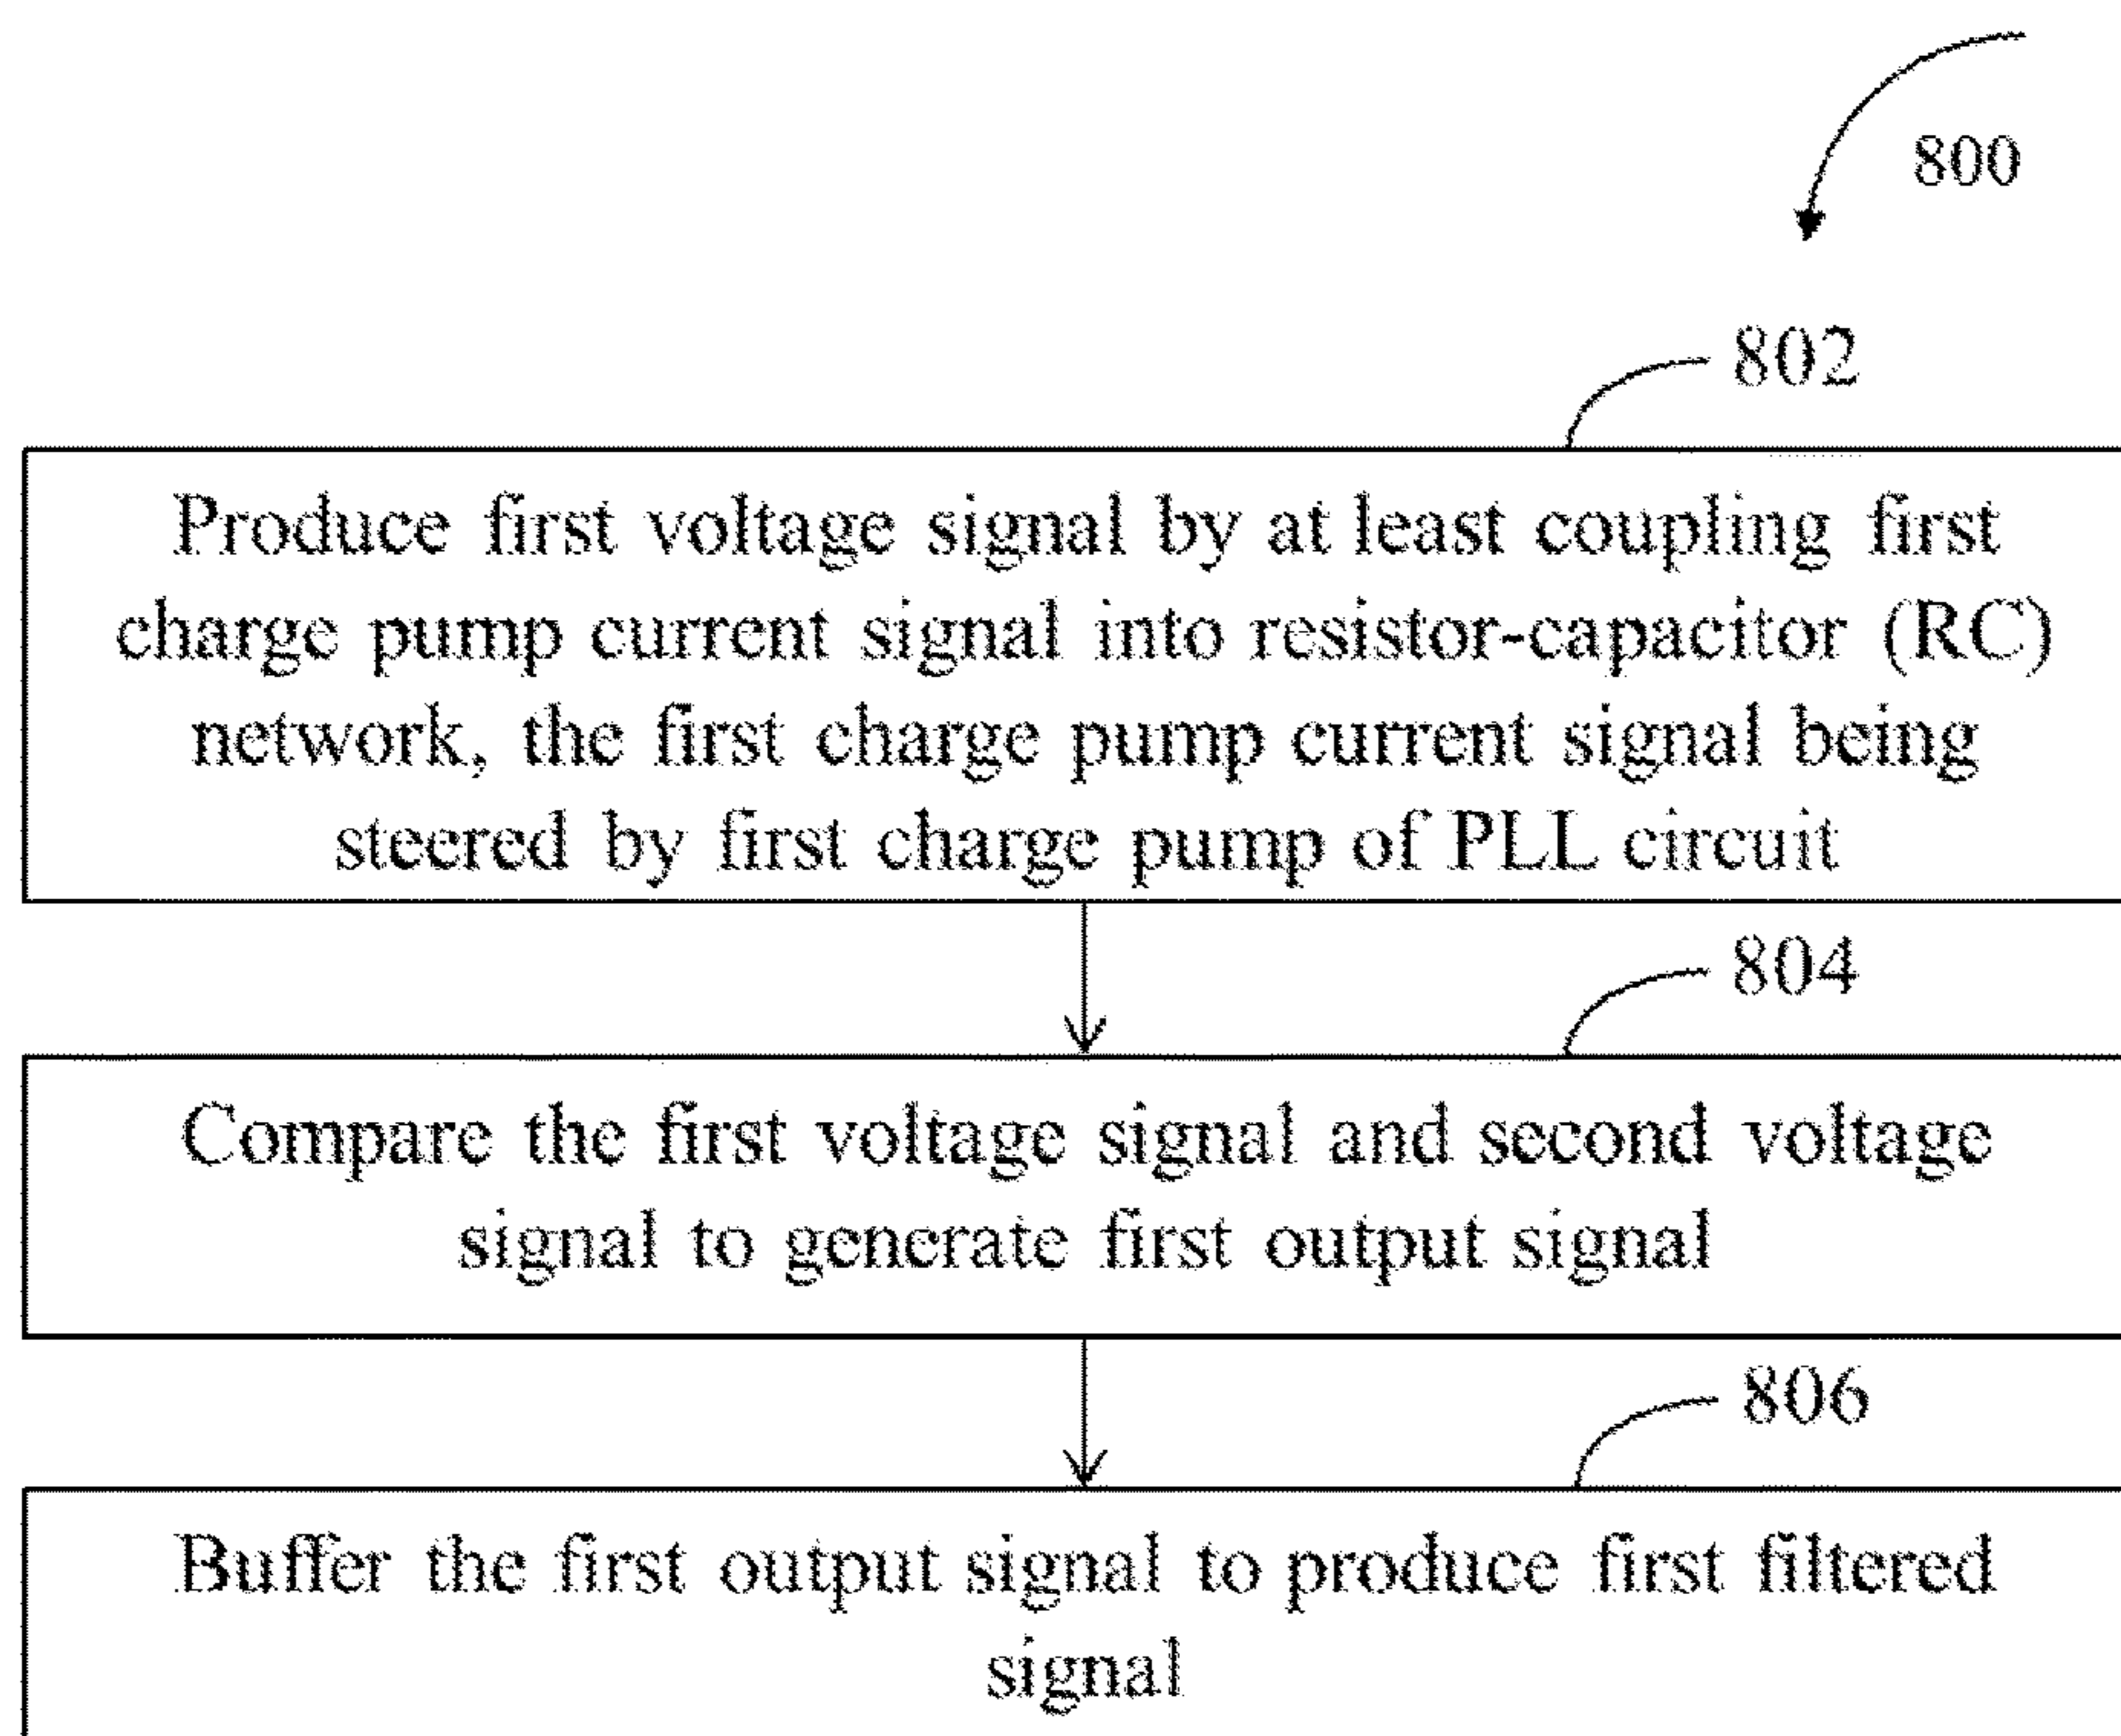 800
802
Produce first voltage signal by at least coupling first
charge pump current signal into resistor-capacitor (RC)
network, the first charge pump current signal being
steered by first charge pump of PLL circuit
804
Compare the first voltage signal and second voltage
signal to generate first output signal
806
Buffer the first output signal to produce first filtered
signal